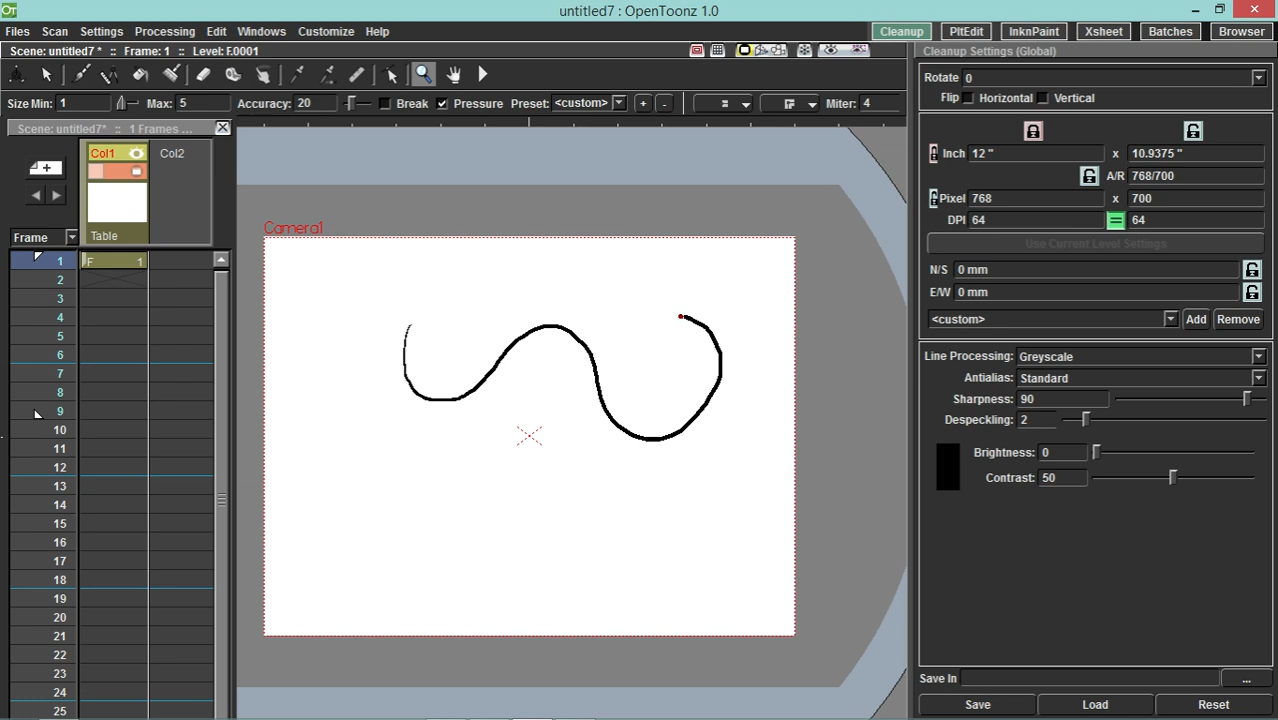 untitled7 : OpenToonz 1.0
Files Scan Settings Processing Edit Windows Customize Help
Cleanup PltEdit InknPaint Xsheet Batches Browser
Scene: untitled7 * :: Frame: 1 :: Level: F.0001
Cleanup Settings (Global)
Size Min: 1 Max: 5 Accuracy: 20 Break Pressure Preset: <custom> + - Miter: 4
Scene: untitled7* :: 1 Frames ...
Col1 Col2
Table
Frame
F 1
1
2
3
4
5
6
7
8
9
10
11
12
13
14
15
16
17
18
19
20
21
22
23
24
25
Camera1
Rotate 0
Flip Horizontal Vertical
Inch 12 " x 10.9375 "
A/R 768/700
Pixel 768 x 700
DPI 64 = 64
Use Current Level Settings
N/S 0 mm
E/W 0 mm
<custom> Add Remove
Line Processing: Greyscale
Antialias: Standard
Sharpness: 90
Despeckling: 2
Brightness: 0
Contrast: 50
Save In ...
Save Load Reset